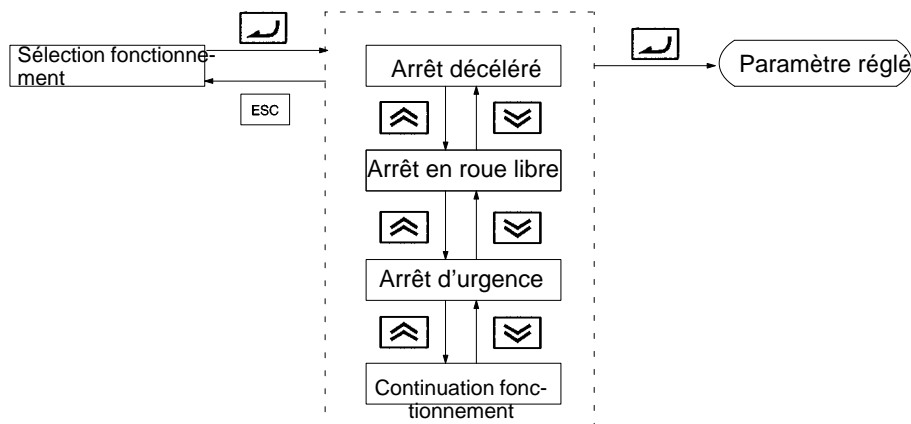 Sélection fonctionne-
ment
ESC
Arrêt décéléré
Arrêt en roue libre
Arrêt d'urgence
Continuation fonc-
tionnement
Paramètre réglé